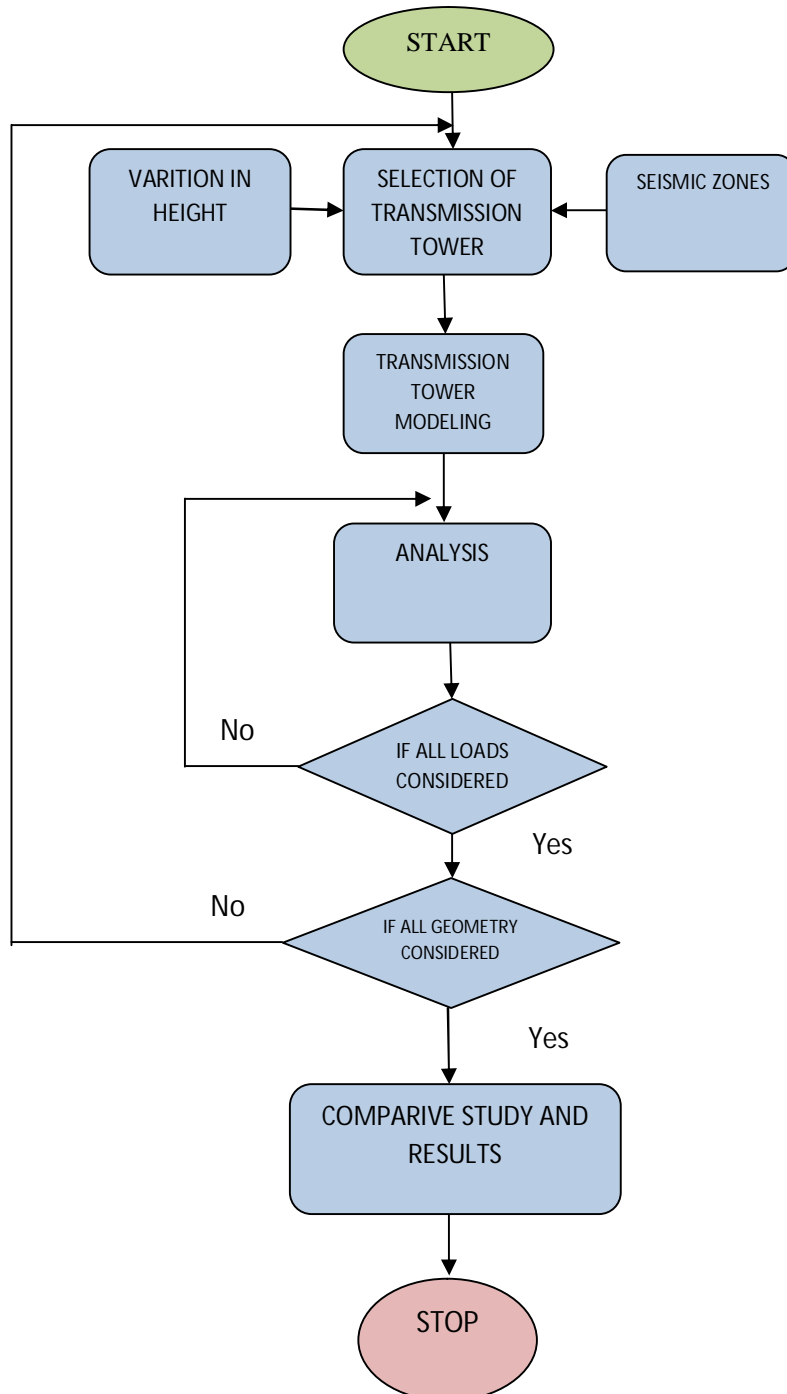 START
VARITION IN
HEIGHT
SELECTION OF
TRANSMISSION
TOWER
SEISMIC ZONES
TRANSMISSION
TOWER
MODELING
ANALYSIS
No
IF ALL LOADS
CONSIDERED
Yes
No
IF ALL GEOMETRY
CONSIDERED
Yes
COMPARIVE STUDY AND
RESULTS
STOP